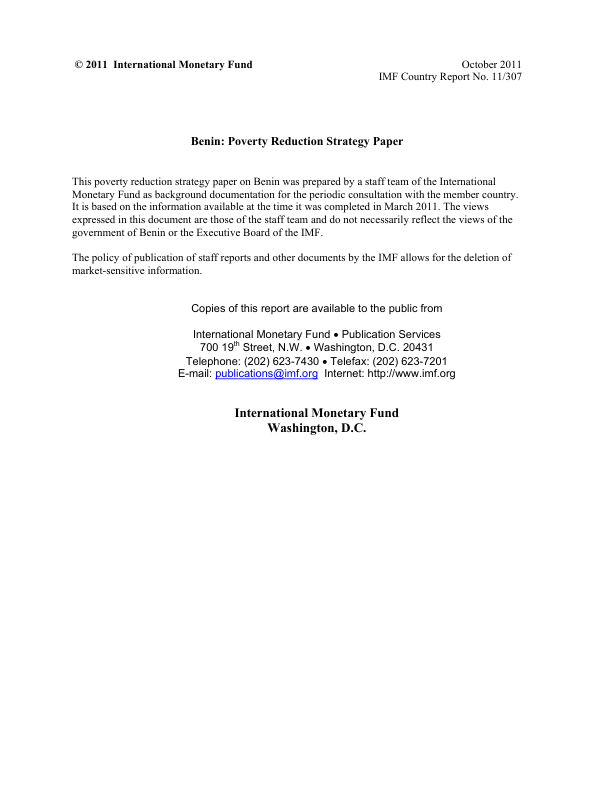 © 2011 International Monetary Fund
October 2011
IMF Country Report No. 11/307
Benin: Poverty Reduction Strategy Paper
This poverty reduction strategy paper on Benin was prepared by a staff team of the International
Monetary Fund as background documentation for the periodic consultation with the member country.
It is based on the information available at the time it was completed in March 2011. The views
expressed in this document are those of the staff team and do not necessarily reflect the views of the
government of Benin or the Executive Board of the IMF.
The policy of publication of staff reports and other documents by the IMF allows for the deletion of
market-sensitive information.
Copies of this report are available to the public from
International Monetary Fund • Publication Services
700 19th Street, N.W. • Washington, D.C. 20431
Telephone: (202) 623-7430 • Telefax: (202) 623-7201
E-mail: publications@imf.org Internet: http://www.imf.org
International Monetary Fund
Washington, D.C.